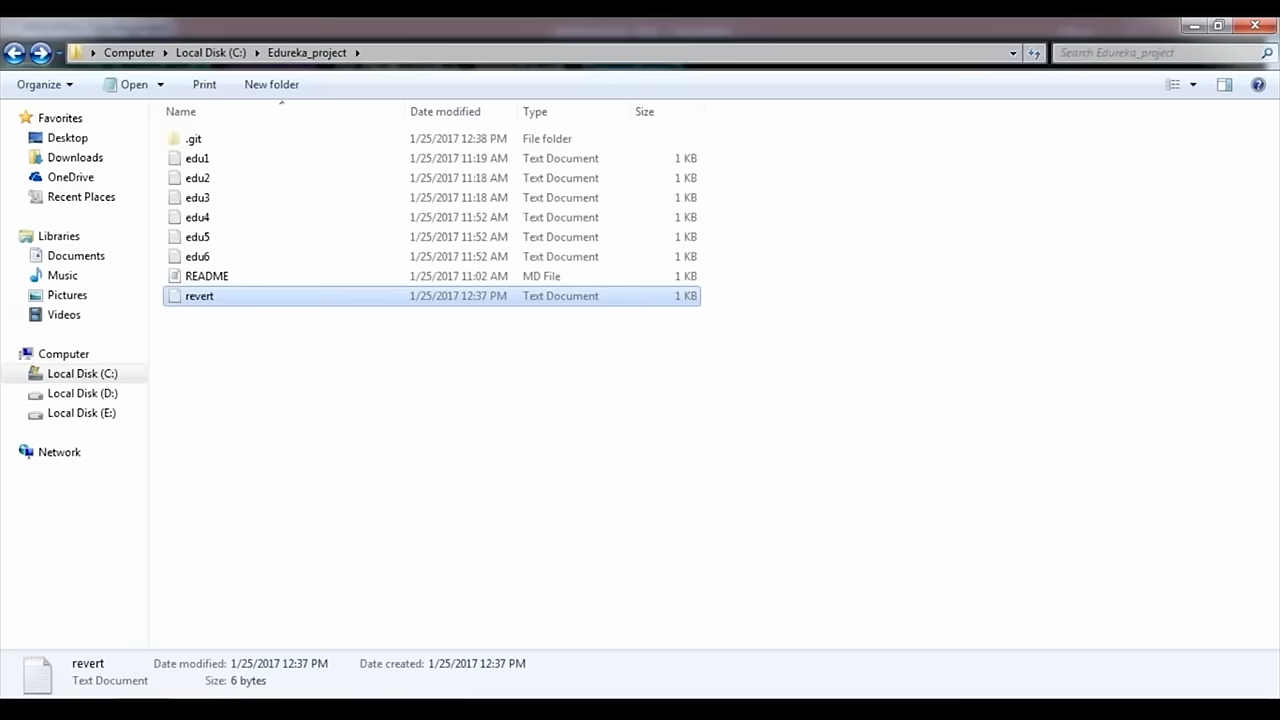 Computer Local Disk (C:) Edureka_project Search Edureka_project
Organize Open Print New folder
Name Date modified Type Size
Favorites
Desktop
Downloads
OneDrive
Recent Places
Libraries
Documents
Music
Pictures
Videos
Computer
Local Disk (C:)
Local Disk (D:)
Local Disk (E:)
Network
.git 1/25/2017 12:38 PM File folder
edu1 1/25/2017 11:19 AM Text Document 1 KB
edu2 1/25/2017 11:18 AM Text Document 1 KB
edu3 1/25/2017 11:18 AM Text Document 1 KB
edu4 1/25/2017 11:52 AM Text Document 1 KB
edu5 1/25/2017 11:52 AM Text Document 1 KB
edu6 1/25/2017 11:52 AM Text Document 1 KB
README 1/25/2017 11:02 AM MD File 1 KB
revert 1/25/2017 12:37 PM Text Document 1 KB
revert Date modified: 1/25/2017 12:37 PM Date created: 1/25/2017 12:37 PM
Text Document Size: 6 bytes